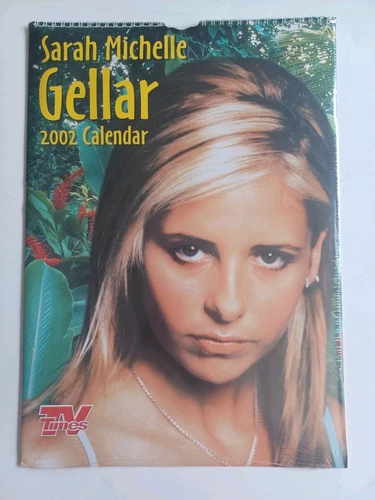 Sarah Michelle
Gellar
2002 Calendar
TV
Times